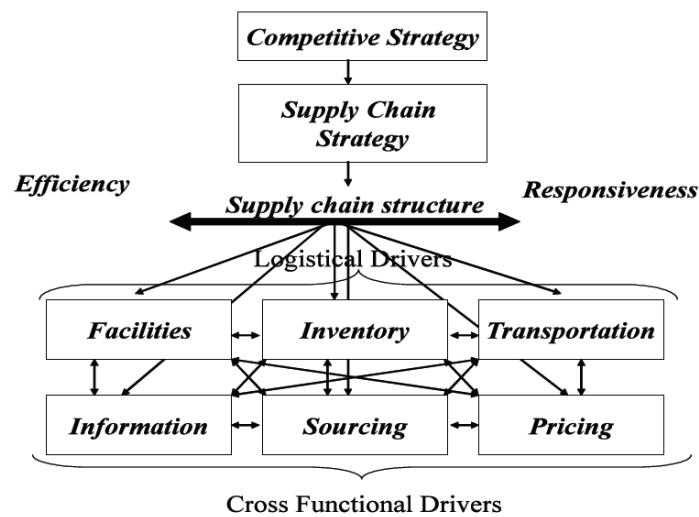 Competitive Strategy
Supply Chain
Strategy
Efficiency
Responsiveness
Supply chain structure
Logistical Drivers
Facilities
Inventory
Transportation
Information
Sourcing
Pricing
Cross Functional Drivers